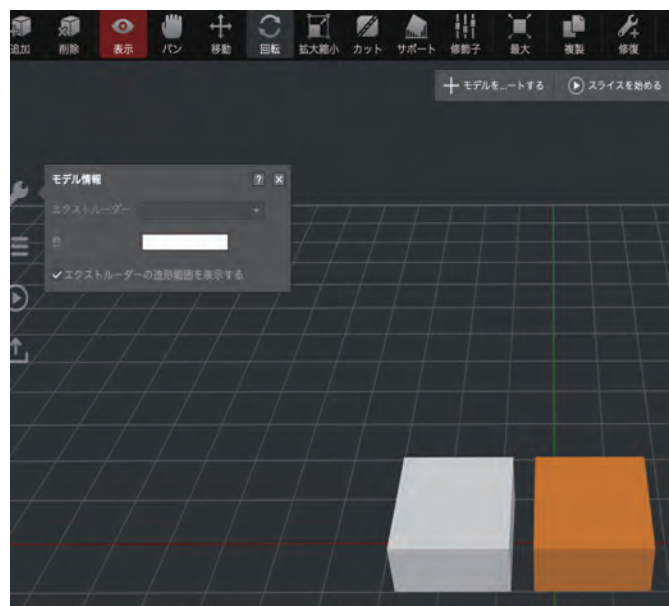 追加 削除 表示 パン 移動 回転 拡大縮小 カット サポート 修飾子 最大 複製 修復
モデルを...ートする スライスを始める
モデル情報 ? ×
エクストルーダー
色
エクストルーダーの造形範囲を表示する